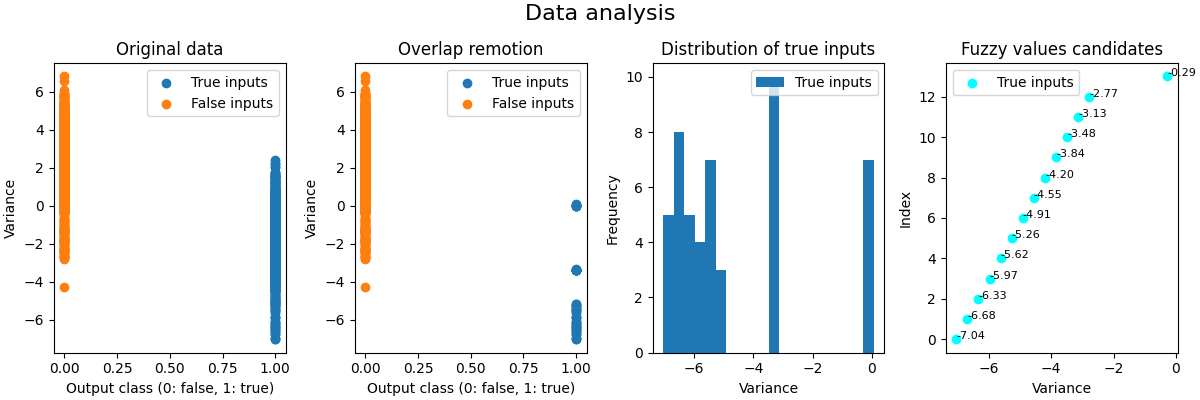 Data analysis
Original data
True inputs
False inputs
6
4
2
0
−2
−4
−6
Variance
0.00 0.25 0.50 0.75 1.00
Output class (0: false, 1: true)
Overlap remotion
True inputs
False inputs
6
4
2
0
−2
−4
−6
Variance
0.00 0.25 0.50 0.75 1.00
Output class (0: false, 1: true)
Distribution of true inputs
True inputs
10
8
6
4
2
0
Frequency
−6 −4 −2 0
Variance
Fuzzy values candidates
True inputs
-0.29
-2.77
-3.13
-3.48
-3.84
-4.20
-4.55
-4.91
-5.26
-5.62
-5.97
-6.33
-6.68
-7.04
12
10
8
6
4
2
0
Index
−6 −4 −2 0
Variance